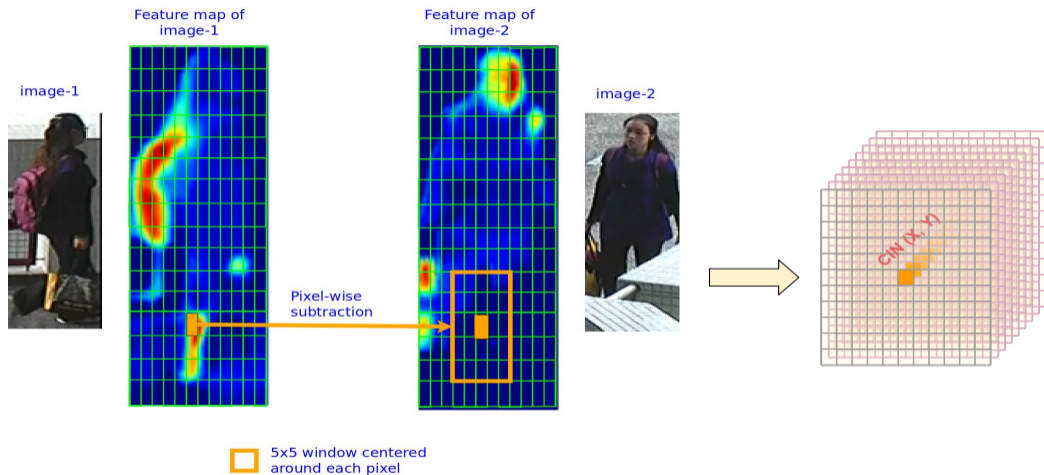 Feature map of
image-1
Feature map of
image-2
image-1
image-2
Pixel-wise
subtraction
CIN (X, Y)
5x5 window centered
around each pixel